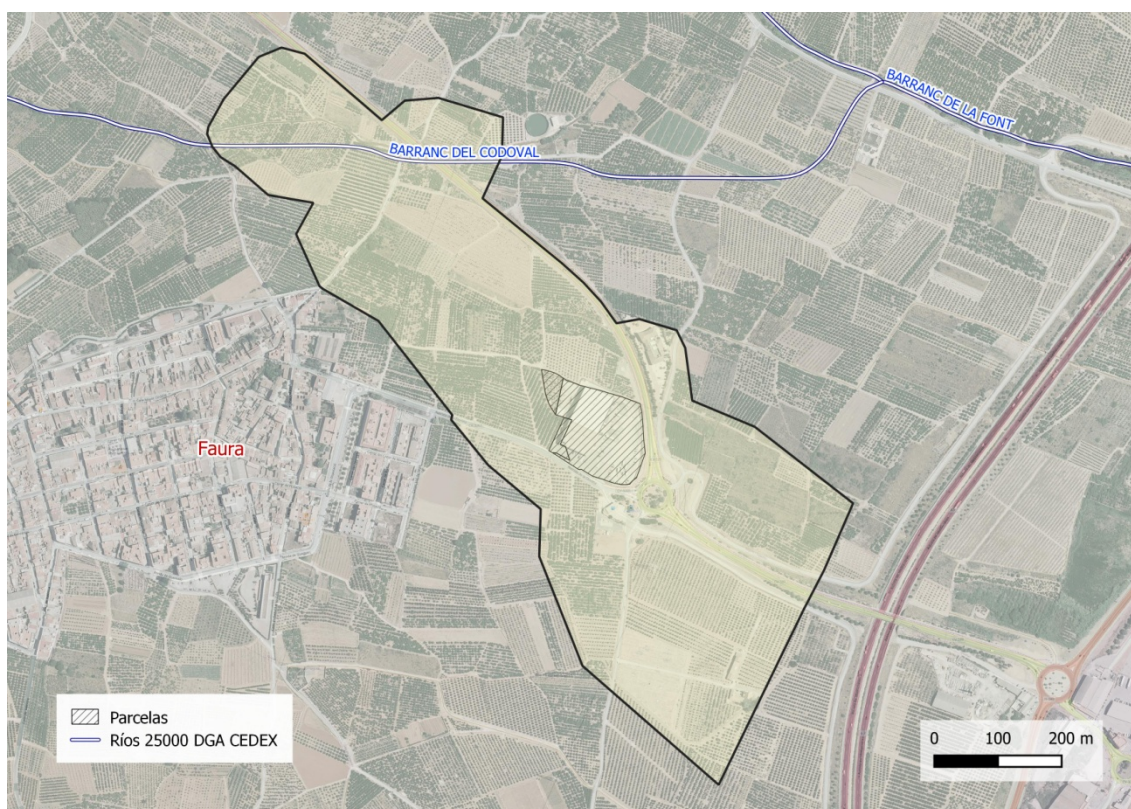 BARRANC DE LA FONT
BARRANC DEL CODOVAL
Faura
Parcelas
Ríos 25000 DGA CEDEX
0 100 200 m